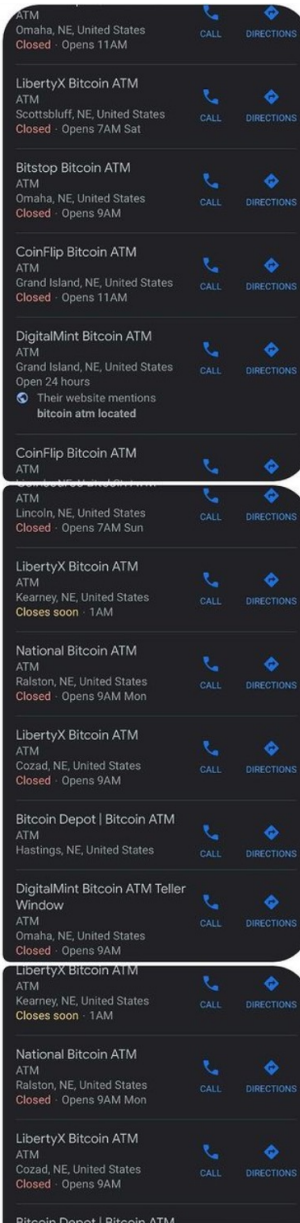 ATM
Omaha, NE, United States
Closed · Opens 11AM
CALL
DIRECTIONS
LibertyX Bitcoin ATM
ATM
Scottsbluff, NE, United States
Closed · Opens 7AM Sat
CALL
DIRECTIONS
Bitstop Bitcoin ATM
ATM
Omaha, NE, United States
Closed · Opens 9AM
CALL
DIRECTIONS
CoinFlip Bitcoin ATM
ATM
Grand Island, NE, United States
Closed · Opens 11AM
CALL
DIRECTIONS
DigitalMint Bitcoin ATM
ATM
Grand Island, NE, United States
Open 24 hours
Their website mentions
bitcoin atm located
CALL
DIRECTIONS
CoinFlip Bitcoin ATM
ATM
ATM
Lincoln, NE, United States
Closed · Opens 7AM Sun
CALL
DIRECTIONS
LibertyX Bitcoin ATM
ATM
Kearney, NE, United States
Closes soon · 1AM
CALL
DIRECTIONS
National Bitcoin ATM
ATM
Ralston, NE, United States
Closed · Opens 9AM Mon
CALL
DIRECTIONS
LibertyX Bitcoin ATM
ATM
Cozad, NE, United States
Closed · Opens 9AM
CALL
DIRECTIONS
Bitcoin Depot | Bitcoin ATM
ATM
Hastings, NE, United States
CALL
DIRECTIONS
DigitalMint Bitcoin ATM Teller
Window
ATM
Omaha, NE, United States
Closed · Opens 9AM
CALL
DIRECTIONS
LibertyX Bitcoin ATM
ATM
Kearney, NE, United States
Closes soon · 1AM
CALL
DIRECTIONS
National Bitcoin ATM
ATM
Ralston, NE, United States
Closed · Opens 9AM Mon
CALL
DIRECTIONS
LibertyX Bitcoin ATM
ATM
Cozad, NE, United States
Closed · Opens 9AM
CALL
DIRECTIONS
Bitcoin Depot | Bitcoin ATM